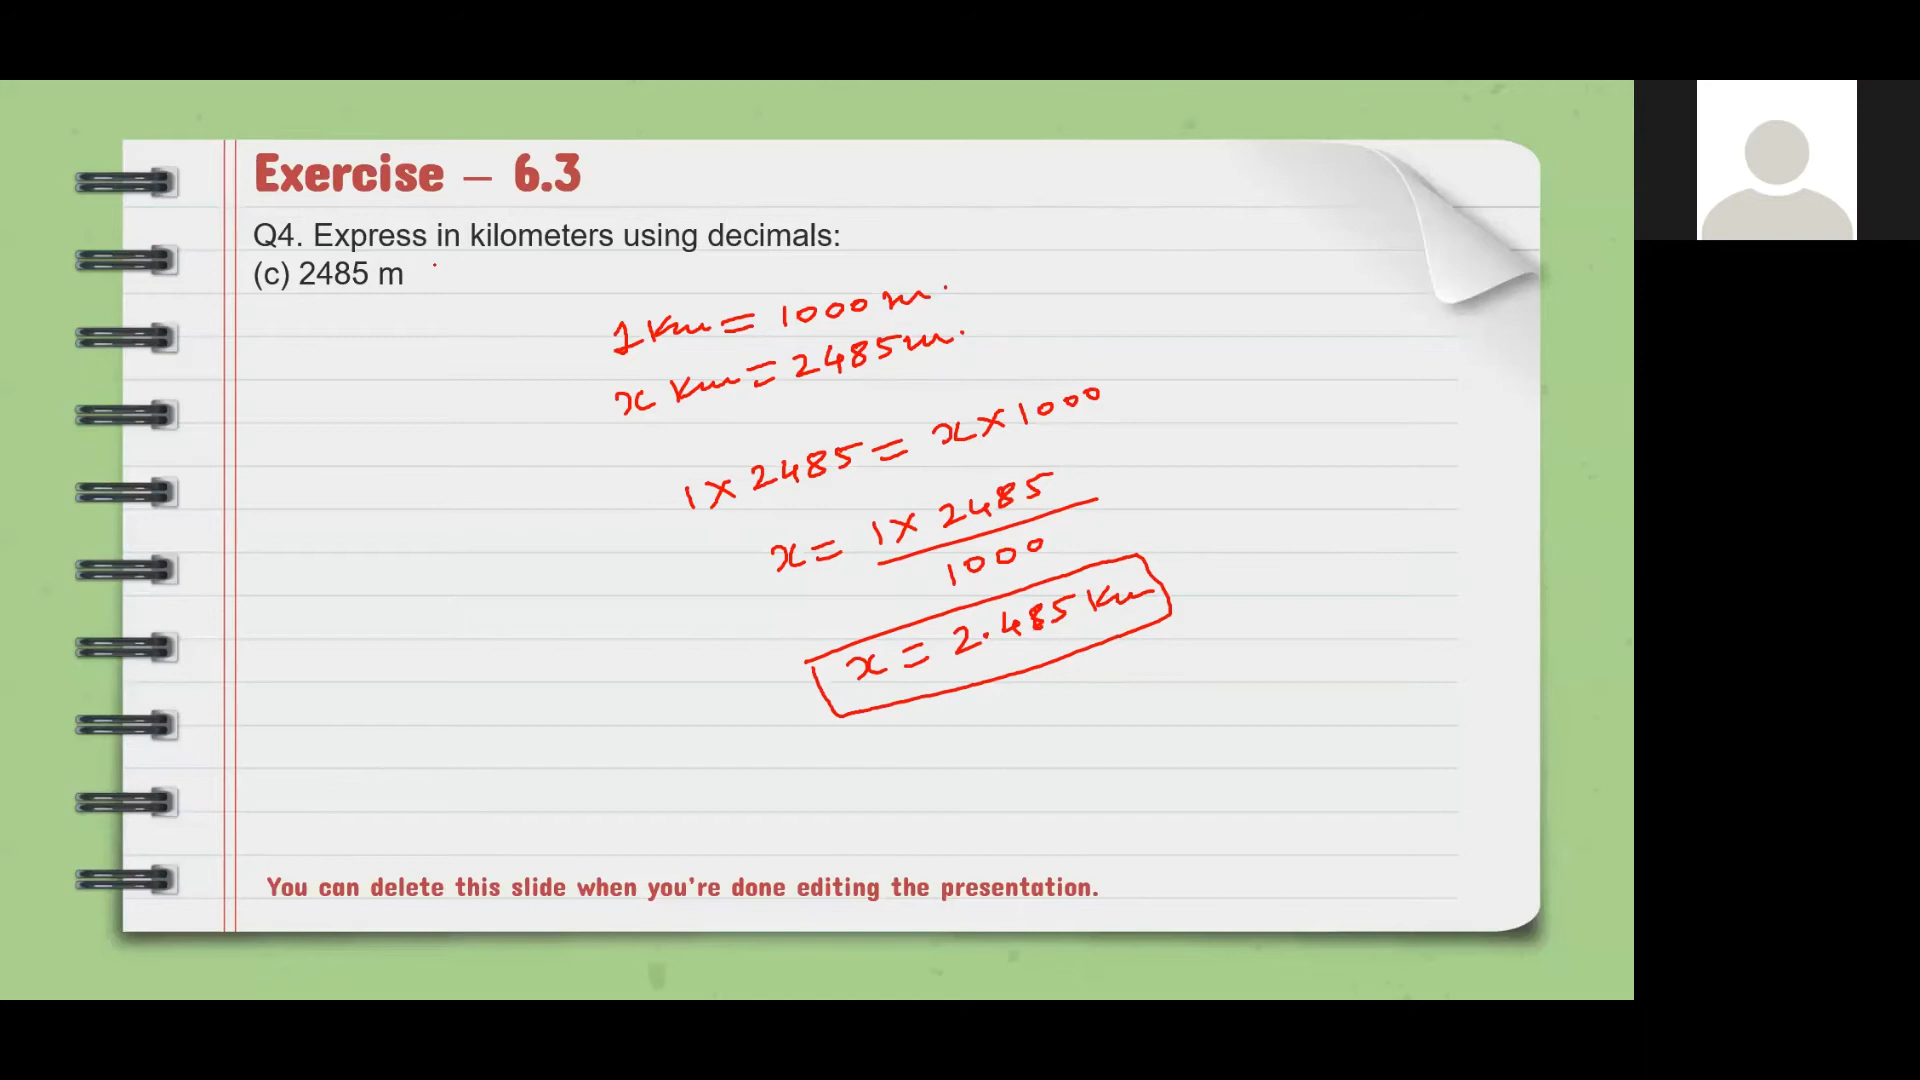 Exercise – 6.3
Q4. Express in kilometers using decimals:
(c) 2485 m
1 Km = 1000 m.
x Km = 2485 m.
1 × 2485 = x × 1000
x = 1 × 2485
1000
x = 2.485 Km
You can delete this slide when you're done editing the presentation.